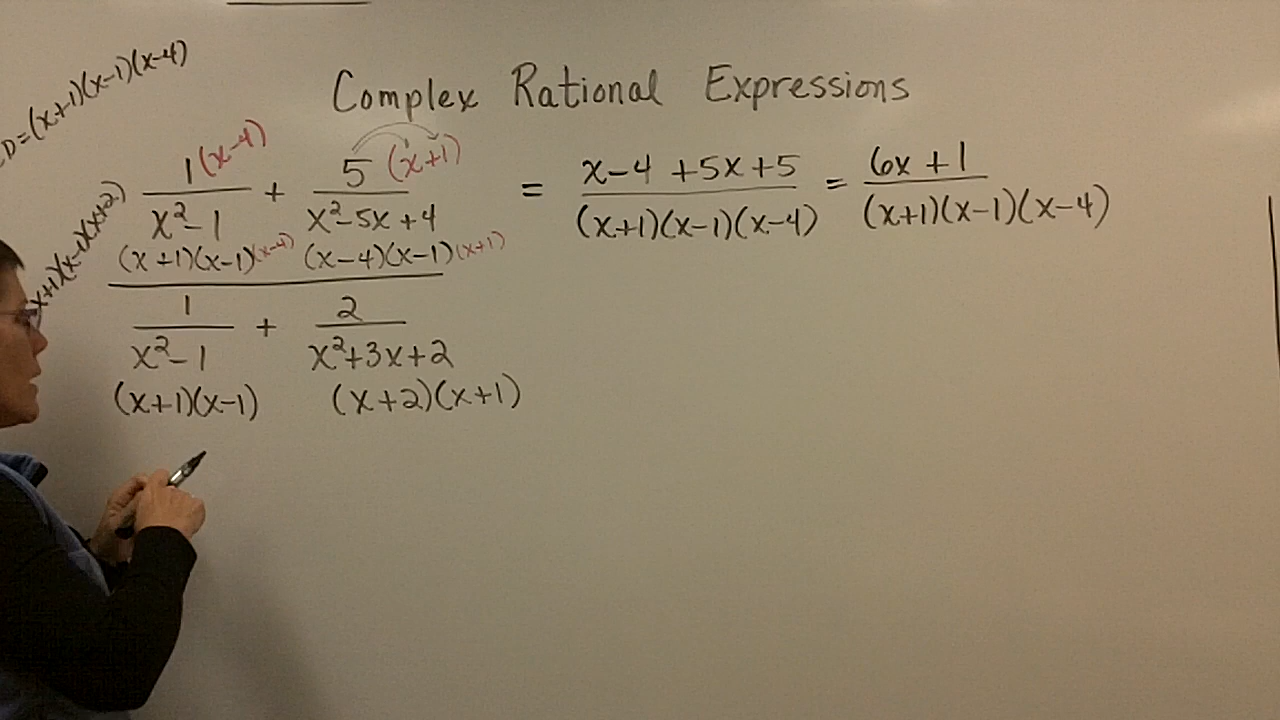 Complex Rational Expressions
D=(x+1)(x-1)(x-4)
1(x-4) + 5(x+1) = x-4+5x+5 = 6x+1
x²-1 x²-5x+4 (x+1)(x-1)(x-4) (x+1)(x-1)(x-4)
(x+1)(x-1)(x-4) (x-4)(x-1)(x+1)
x+1)(x-1)(x+2)
1 + 2
x²-1 x²+3x+2
(x+1)(x-1) (x+2)(x+1)